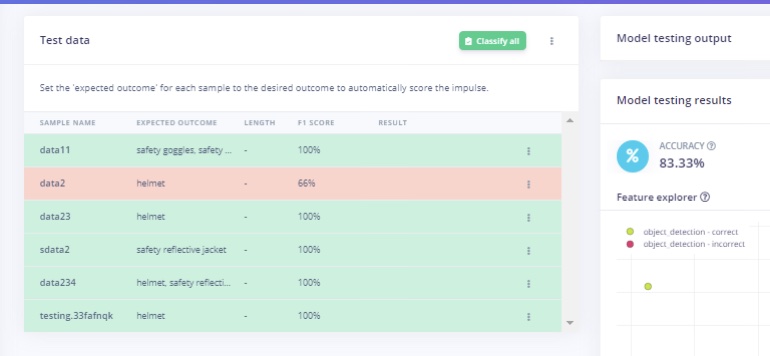 Test data
Classify all
Set the 'expected outcome' for each sample to the desired outcome to automatically score the impulse.
SAMPLE NAME EXPECTED OUTCOME LENGTH F1 SCORE RESULT
data11 safety goggles, safety ... - 100%
data2 helmet - 66%
data23 helmet - 100%
sdata2 safety reflective jacket - 100%
data234 helmet, safety reflecti... - 100%
testing.33fafnqk helmet - 100%
Model testing output
Model testing results
%
ACCURACY ?
83.33%
Feature explorer ?
object_detection - correct
object_detection - incorrect